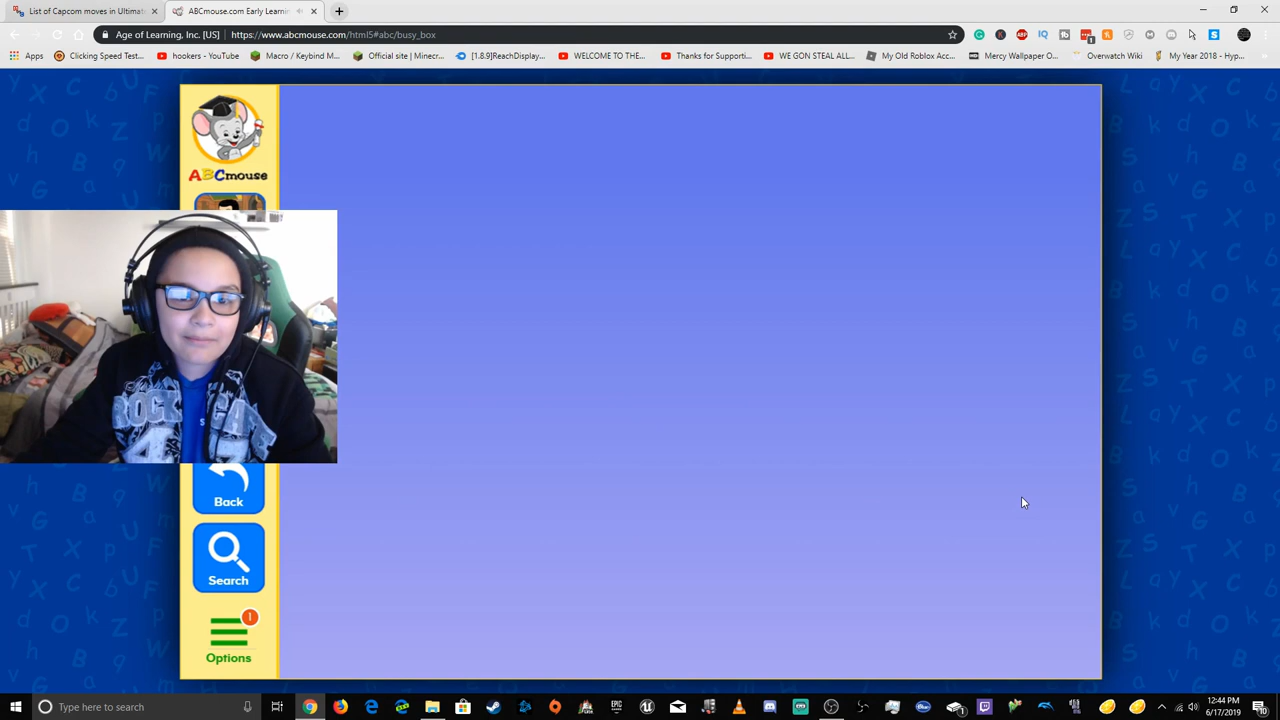 List of Capcom moves in Ultimat
ABCmouse.com Early Learni
Age of Learning, Inc. [US] | https://www.abcmouse.com/html5#abc/busy_box
Apps Clicking Speed Test... hookers - YouTube Macro / Keybind M... Official site | Minecr... [1.8.9]ReachDisplay... WELCOME TO THE... Thanks for Supporti... WE GON STEAL ALL... My Old Roblox Acc... Mercy Wallpaper O... Overwatch Wiki My Year 2018 - Hyp...
ABCmouse
ROCK
Back
Search
1
Options
Type here to search
12:44 PM
6/17/2019
10